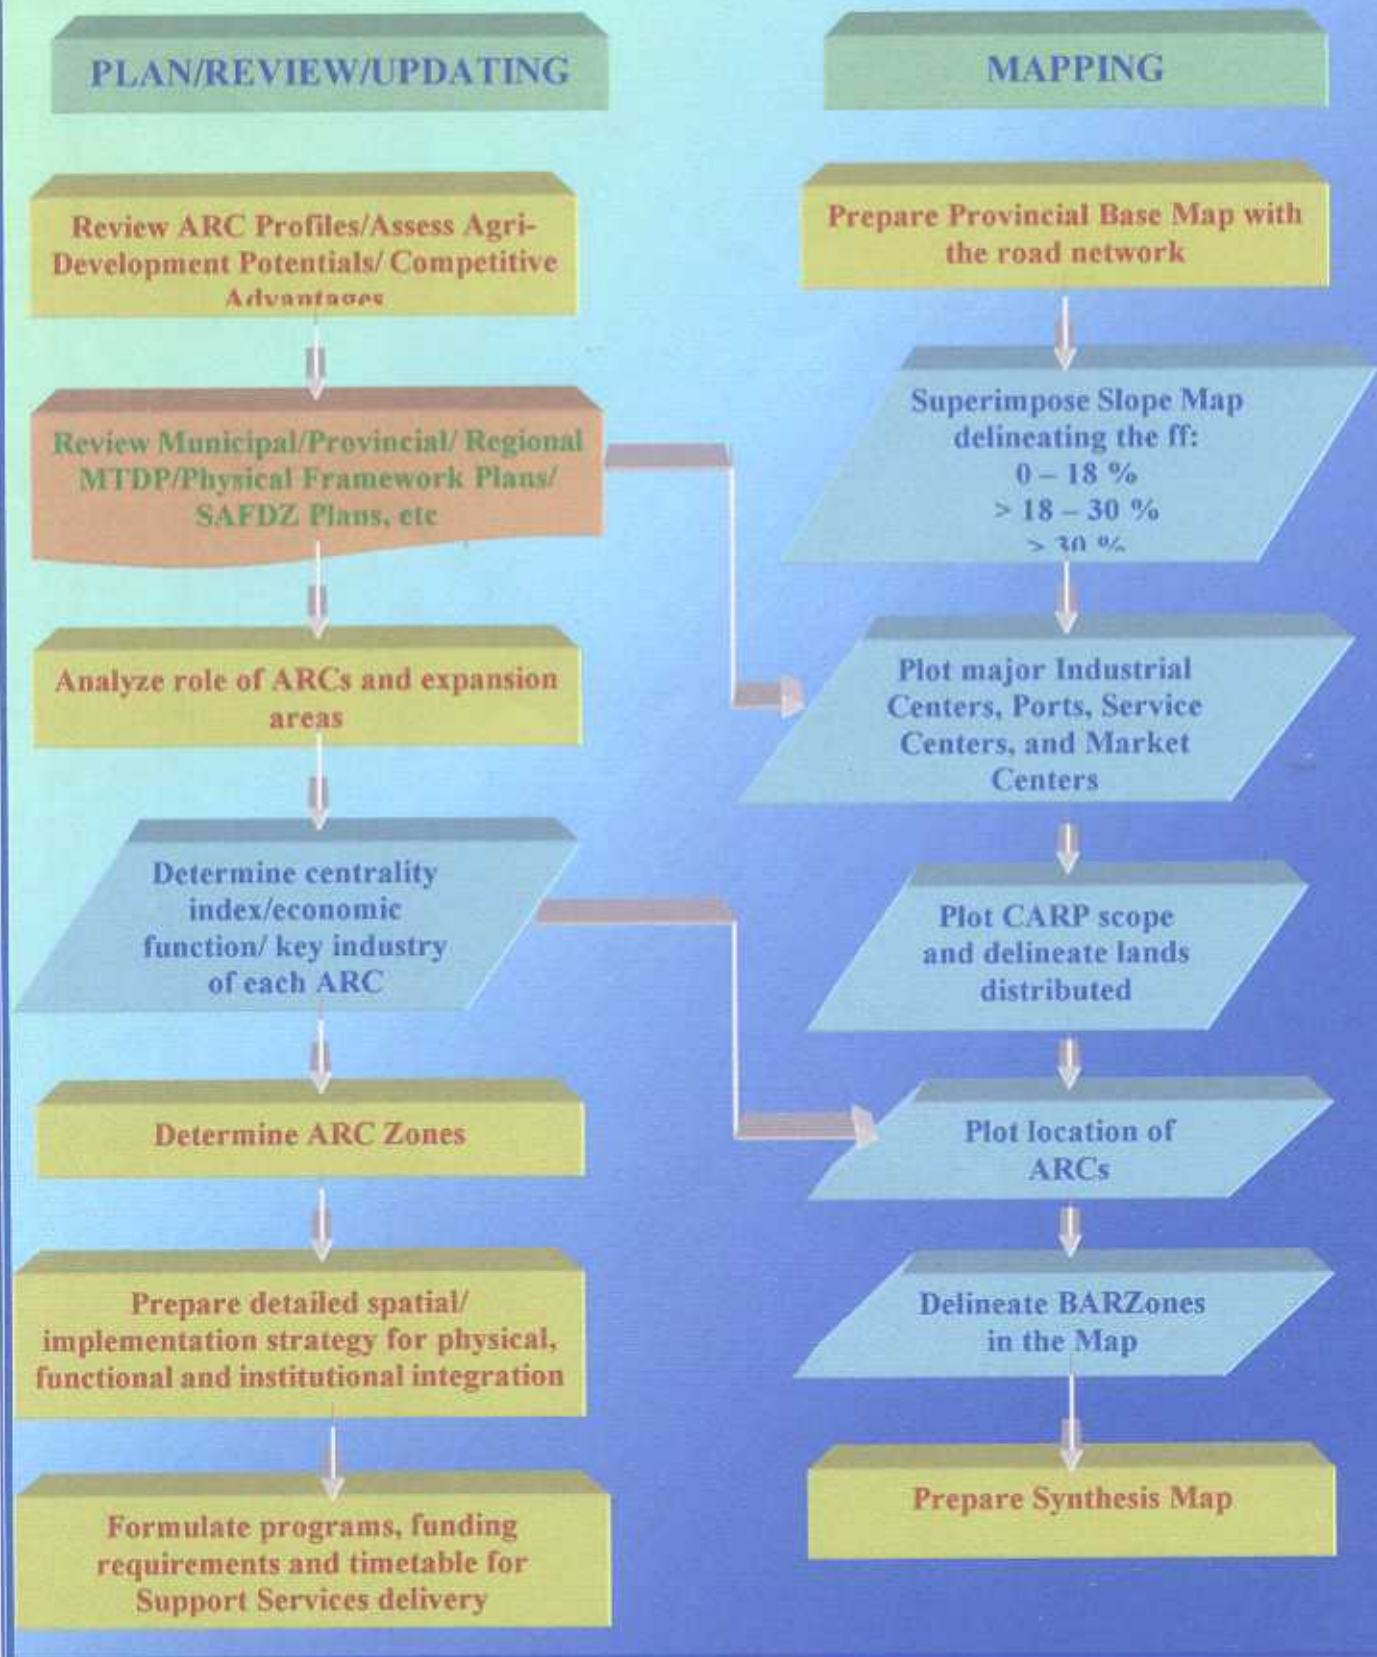 PLAN/REVIEW/UPDATING
Review ARC Profiles/Assess Agri-
Development Potentials/ Competitive
Advantages
Review Municipal/Provincial/ Regional
MTDP/Physical Framework Plans/
SAFDZ Plans, etc
Analyze role of ARCs and expansion
areas
Determine centrality
index/economic
function/ key industry
of each ARC
Determine ARC Zones
Prepare detailed spatial/
implementation strategy for physical,
functional and institutional integration
Formulate programs, funding
requirements and timetable for
Support Services delivery
MAPPING
Prepare Provincial Base Map with
the road network
Superimpose Slope Map
delineating the ff:
0 – 18 %
> 18 – 30 %
> 30 %
Plot major Industrial
Centers, Ports, Service
Centers, and Market
Centers
Plot CARP scope
and delineate lands
distributed
Plot location of
ARCs
Delineate BARZones
in the Map
Prepare Synthesis Map